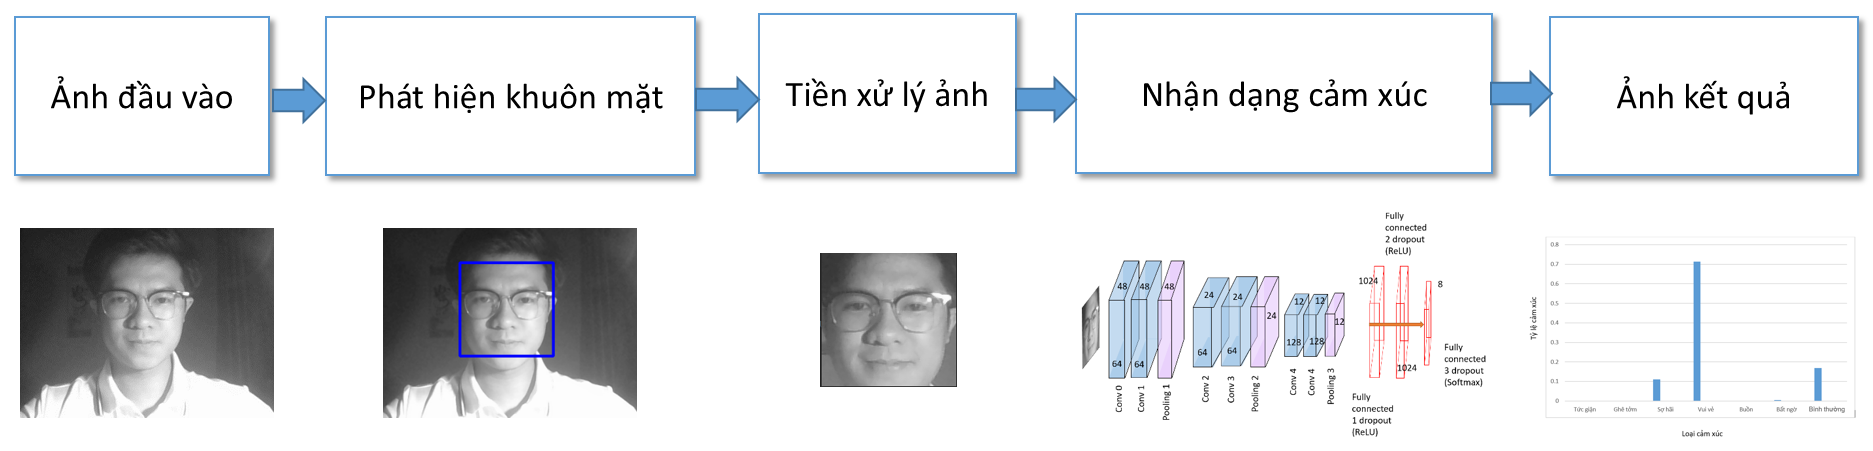 Ảnh đầu vào
Phát hiện khuôn mặt
Tiền xử lý ảnh
Nhận dạng cảm xúc
Ảnh kết quả
48
48
48
64
64
Conv 0
Conv 1
Pooling 1
24
24
24
64
64
Conv 2
Conv 3
Pooling 2
12
12
12
128
128
Conv 4
Conv 4
Pooling 3
Fully
connected
2 dropout
(ReLU)
1024
1024
8
Fully
connected
1 dropout
(ReLU)
Fully
connected
3 dropout
(Softmax)
Tỷ lệ cảm xúc
0.8
0.7
0.6
0.5
0.4
0.3
0.2
0.1
0
Tức giận
Ghê tởm
Sợ hãi
Vui vẻ
Buồn
Bất ngờ
Bình thường
Loại cảm xúc